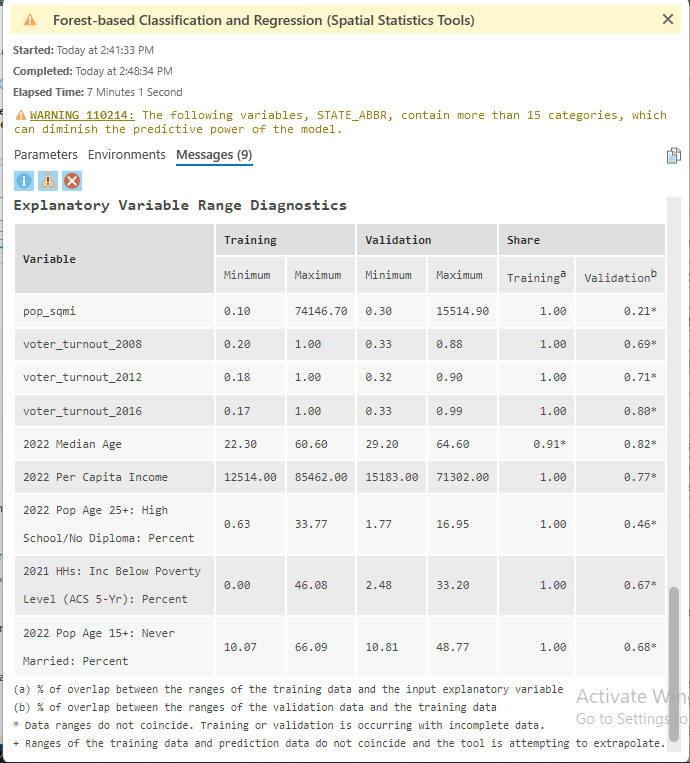 Forest-based Classification and Regression (Spatial Statistics Tools)
Started: Today at 2:41:33 PM
Completed: Today at 2:48:34 PM
Elapsed Time: 7 Minutes 1 Second
WARNING 110214: The following variables, STATE_ABBR, contain more than 15 categories, which
can diminish the predictive power of the model.
Parameters Environments Messages (9)
Explanatory Variable Range Diagnostics
Variable Training Validation Share
Minimum Maximum Minimum Maximum Trainingª Validationᵇ
pop_sqmi 0.10 74146.70 0.30 15514.90 1.00 0.21*
voter_turnout_2008 0.20 1.00 0.33 0.88 1.00 0.69*
voter_turnout_2012 0.18 1.00 0.32 0.90 1.00 0.71*
voter_turnout_2016 0.17 1.00 0.33 0.99 1.00 0.80*
2022 Median Age 22.30 60.60 29.20 64.60 0.91* 0.82*
2022 Per Capita Income 12514.00 85462.00 15183.00 71302.00 1.00 0.77*
2022 Pop Age 25+: High
School/No Diploma: Percent 0.63 33.77 1.77 16.95 1.00 0.46*
2021 HHs: Inc Below Poverty
Level (ACS 5-Yr): Percent 0.00 46.08 2.48 33.20 1.00 0.67*
2022 Pop Age 15+: Never
Married: Percent 10.07 66.09 10.81 48.77 1.00 0.68*
(a) % of overlap between the ranges of the training data and the input explanatory variable
(b) % of overlap between the ranges of the validation data and the training data
* Data ranges do not coincide. Training or validation is occurring with incomplete data.
+ Ranges of the training data and prediction data do not coincide and the tool is attempting to extrapolate.
Activate Win
Go to Settings to